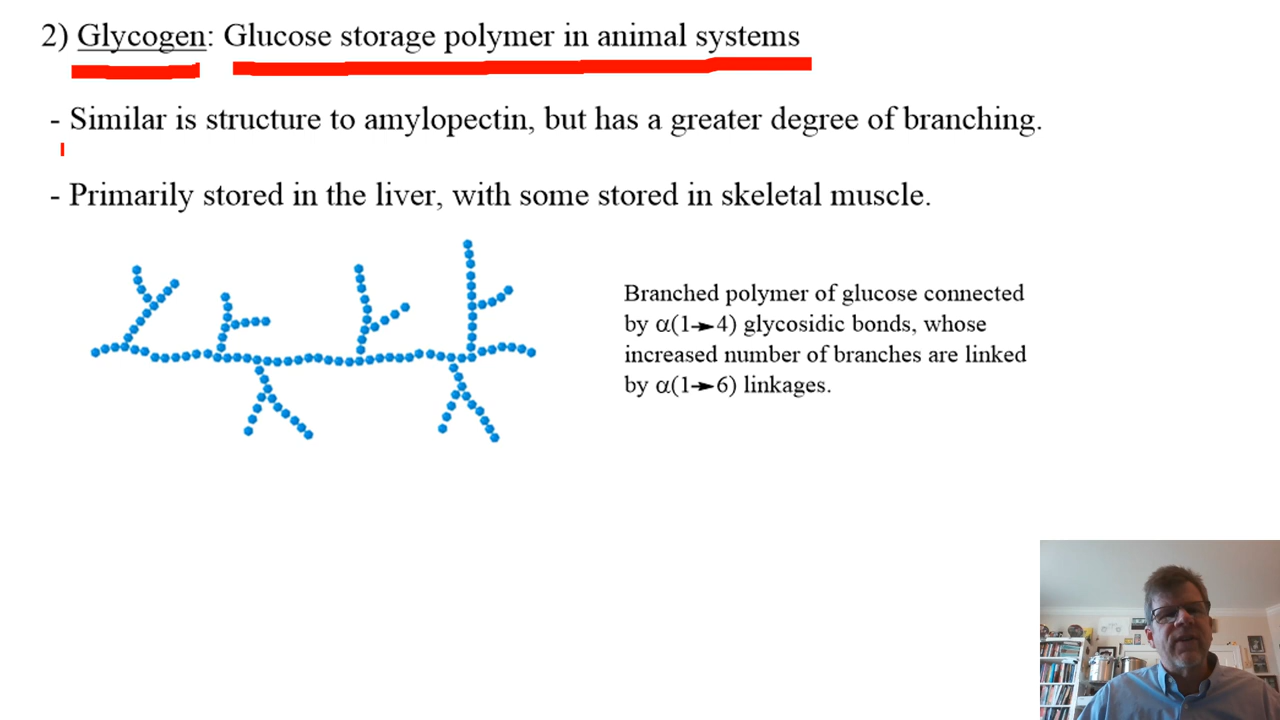 2) Glycogen: Glucose storage polymer in animal systems
- Similar is structure to amylopectin, but has a greater degree of branching.
- Primarily stored in the liver, with some stored in skeletal muscle.
Branched polymer of glucose connected
by α(1→4) glycosidic bonds, whose
increased number of branches are linked
by α(1→6) linkages.